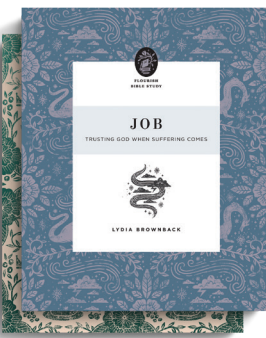 FLOURISH
BIBLE STUDY
JOB
TRUSTING GOD WHEN SUFFERING COMES
LYDIA BROWNBACK